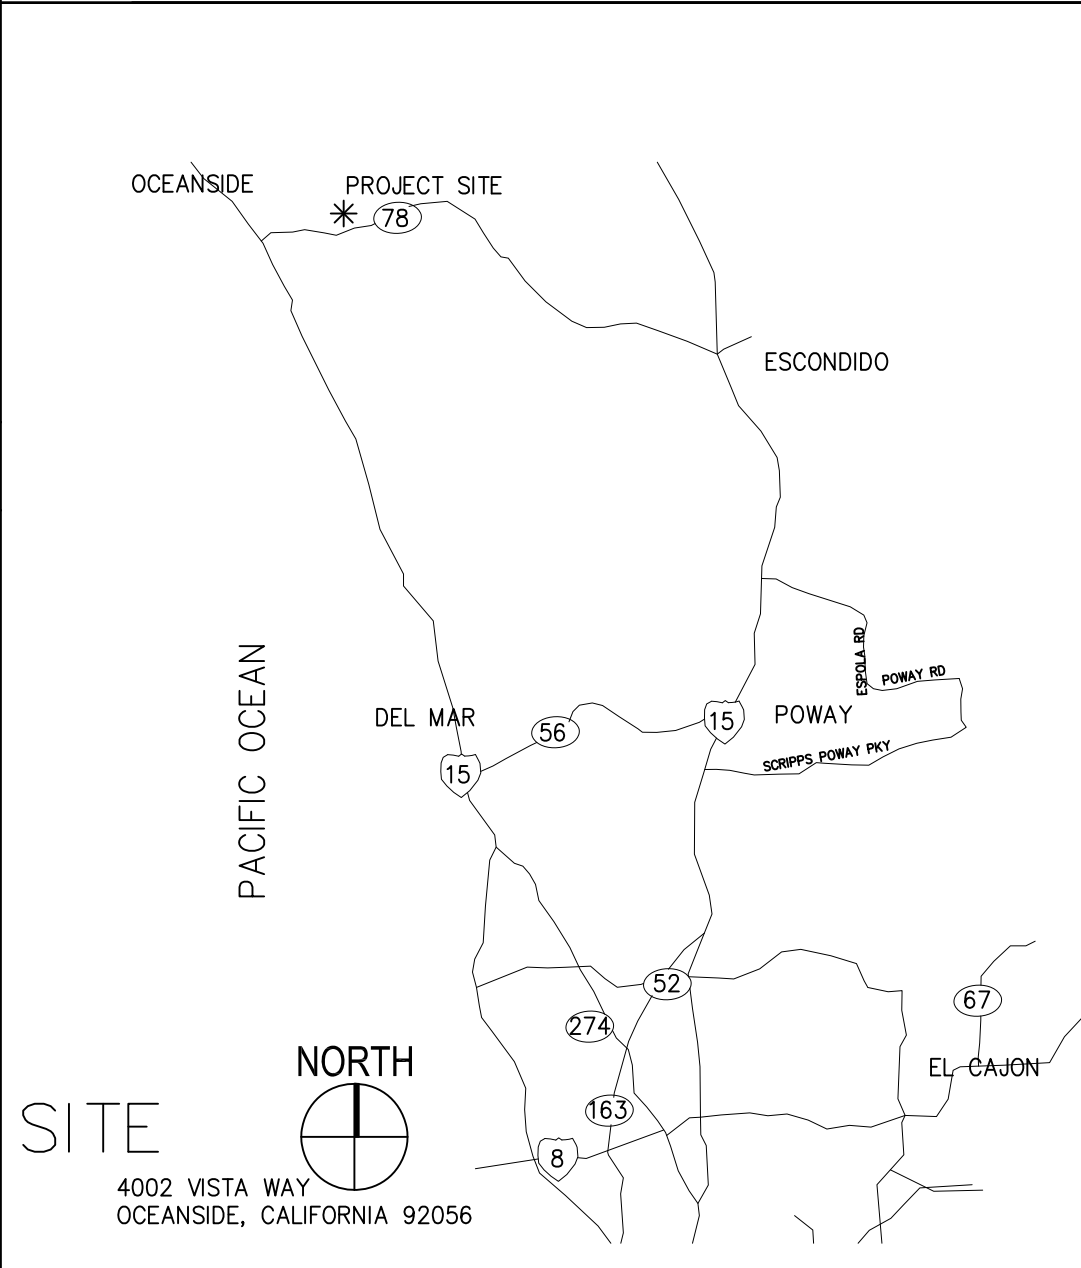 OCEANSIDE
PROJECT SITE
78
ESCONDIDO
ESPOLA RD
POWAY RD
PACIFIC OCEAN
DEL MAR
56
15
POWAY
15
SCRIPPS POWAY PKY
52
67
274
NORTH
EL CAJON
163
SITE
8
4002 VISTA WAY
OCEANSIDE, CALIFORNIA 92056